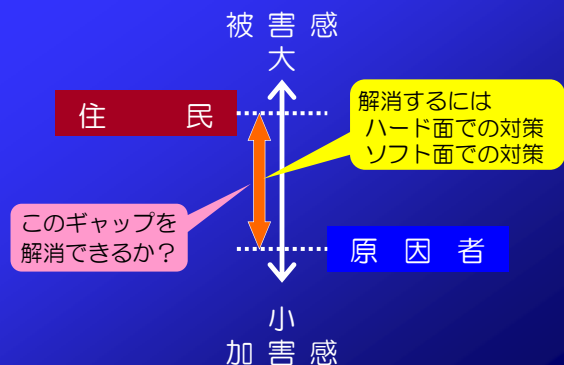 被害感
大
住民
解消するには
ハード面での対策
ソフト面での対策
このギャップを
解消できるか？
原因者
小
加害感